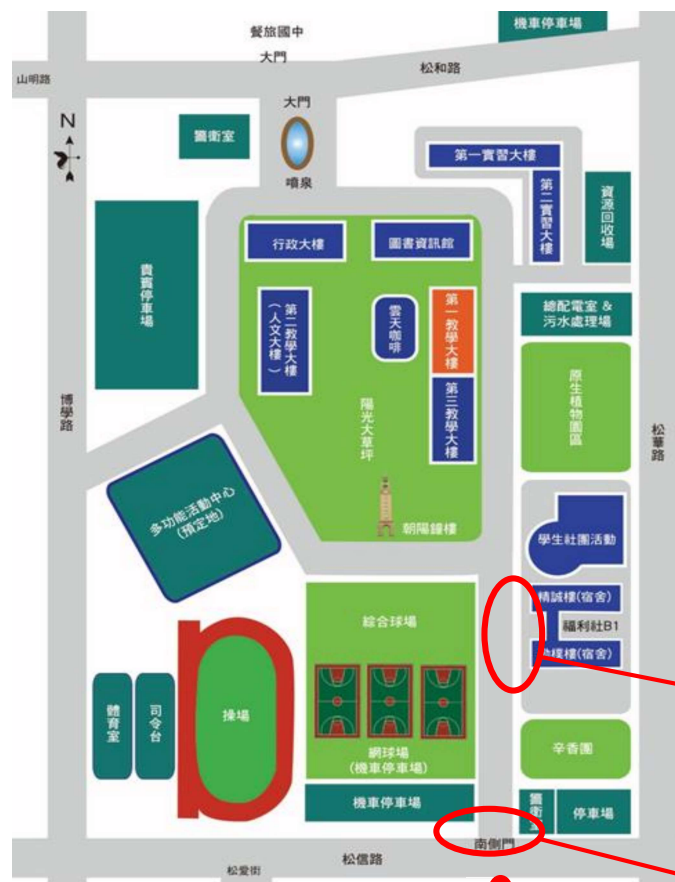 機車停車場
餐旅國中
大門
松和路
山明路
大門
N
警衛室
噴泉
第一實習大樓
第二實習大樓
資源回收場
行政大樓
圖書資訊館
貴賓停車場
第二教學大樓
(人文大樓)
雲天咖啡
第一教學大樓
總配電室 &
污水處理場
第三教學大樓
原生植物園區
陽光大草坪
博學路
松華路
多功能活動中心
(預定地)
朝陽鐘樓
學生社團活動
精誠樓(宿舍)
福利社B1
樸樓(宿舍)
綜合球場
體育室
司令台
操場
網球場
(機車停車場)
辛香園
機車停車場
警衛室
停車場
南側門
松信路
松愛街